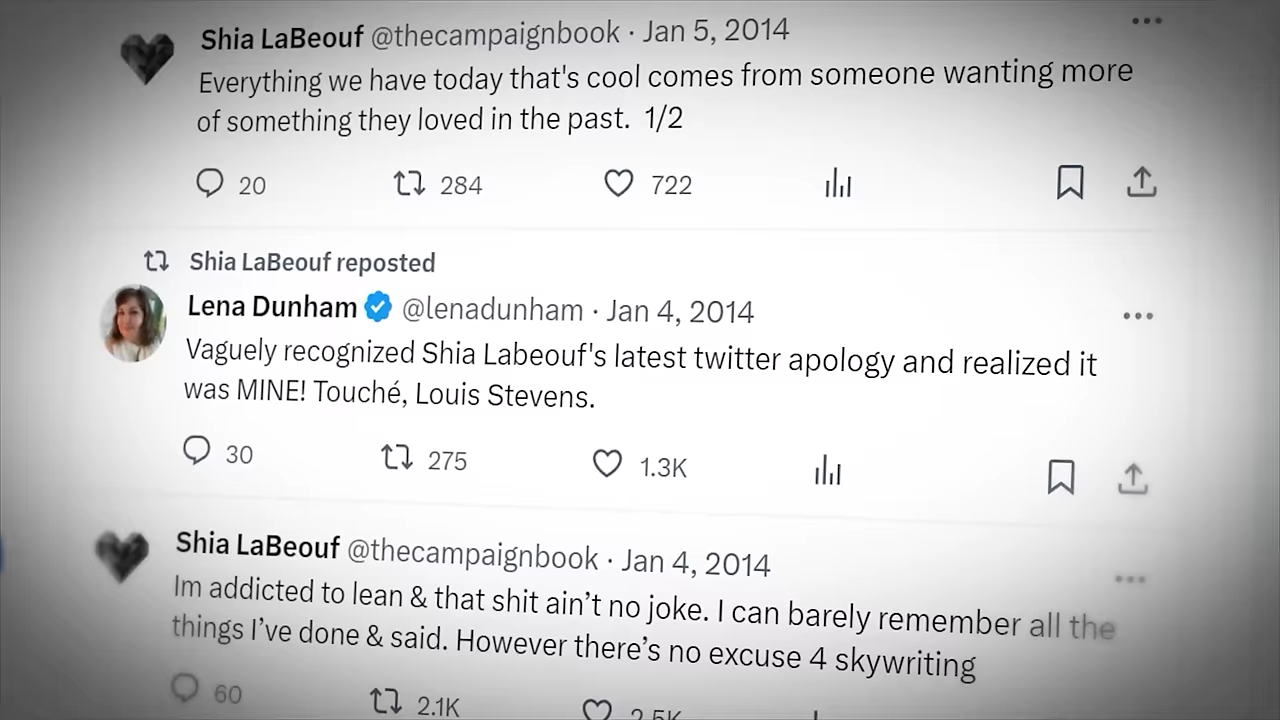 Shia LaBeouf @thecampaignbook · Jan 5, 2014
Everything we have today that's cool comes from someone wanting more
of something they loved in the past. 1/2
20 284 722
Shia LaBeouf reposted
Lena Dunham @lenadunham · Jan 4, 2014
Vaguely recognized Shia Labeouf's latest twitter apology and realized it
was MINE! Touché, Louis Stevens.
30 275 1.3K
Shia LaBeouf @thecampaignbook · Jan 4, 2014
Im addicted to lean & that shit ain’t no joke. I can barely remember all the
things I’ve done & said. However there’s no excuse 4 skywriting
60 2.1K 2.5K